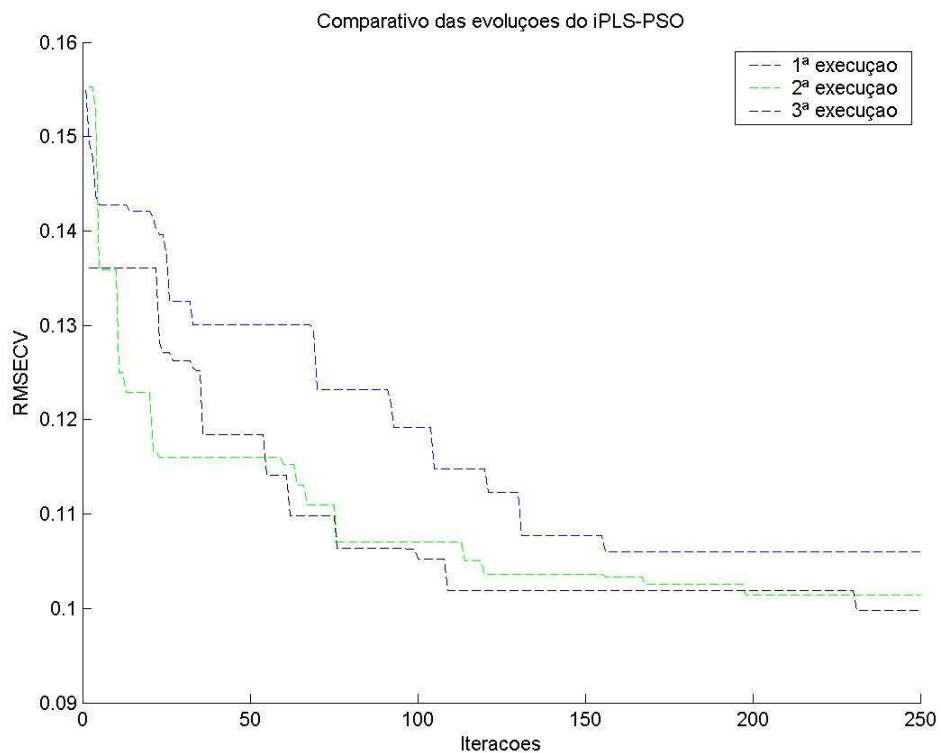 Comparativo das evoluçoes do iPLS-PSO
1ª execuçao
2ª execuçao
3ª execuçao
RMSECV
0.16
0.15
0.14
0.13
0.12
0.11
0.1
0.09
0
50
100
150
200
250
Iteracoes